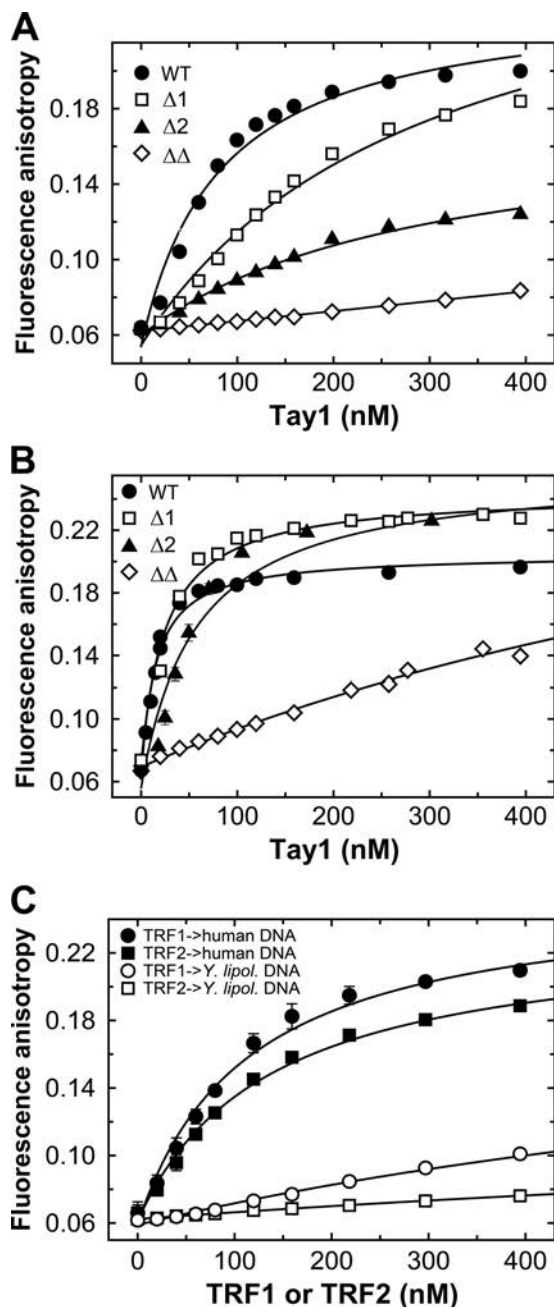 A
Fluorescence anisotropy
WT
Δ1
Δ2
ΔΔ
0.18
0.14
0.10
0.06
0 100 200 300 400
Tay1 (nM)
B
Fluorescence anisotropy
WT
Δ1
Δ2
ΔΔ
0.22
0.18
0.14
0.10
0.06
0 100 200 300 400
Tay1 (nM)
C
Fluorescence anisotropy
TRF1->human DNA
TRF2->human DNA
TRF1->Y. lipol. DNA
TRF2->Y. lipol. DNA
0.22
0.18
0.14
0.10
0.06
0 100 200 300 400
TRF1 or TRF2 (nM)